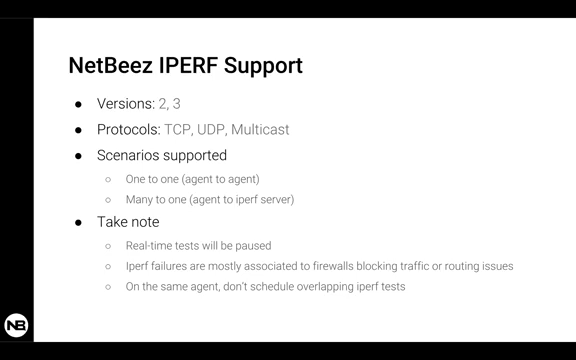 NetBeez IPERF Support
● Versions: 2, 3
● Protocols: TCP, UDP, Multicast
● Scenarios supported
○ One to one (agent to agent)
○ Many to one (agent to iperf server)
● Take note
○ Real-time tests will be paused
○ Iperf failures are mostly associated to firewalls blocking traffic or routing issues
○ On the same agent, don't schedule overlapping iperf tests
NB